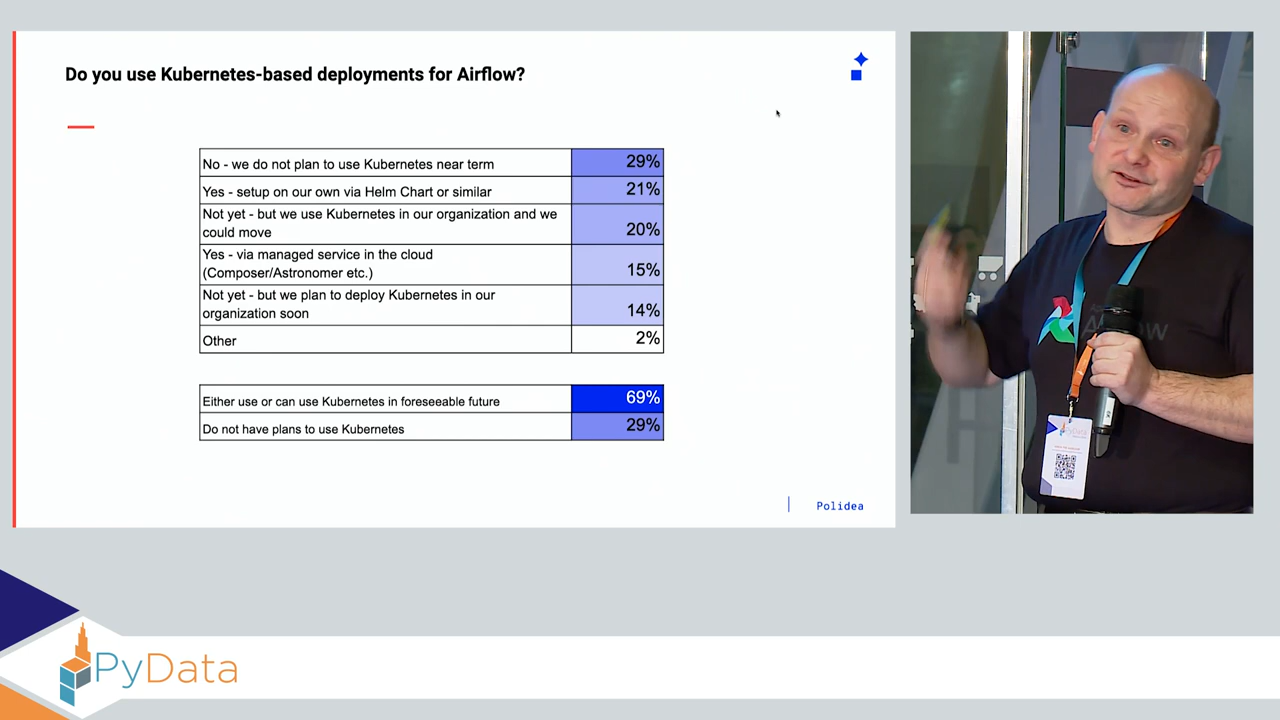 Do you use Kubernetes-based deployments for Airflow?
No - we do not plan to use Kubernetes near term 29%
Yes - setup on our own via Helm Chart or similar 21%
Not yet - but we use Kubernetes in our organization and we
could move 20%
Yes - via managed service in the cloud
(Composer/Astronomer etc.) 15%
Not yet - but we plan to deploy Kubernetes in our
organization soon 14%
Other 2%
Either use or can use Kubernetes in foreseeable future 69%
Do not have plans to use Kubernetes 29%
Polidea
PyData
PyData